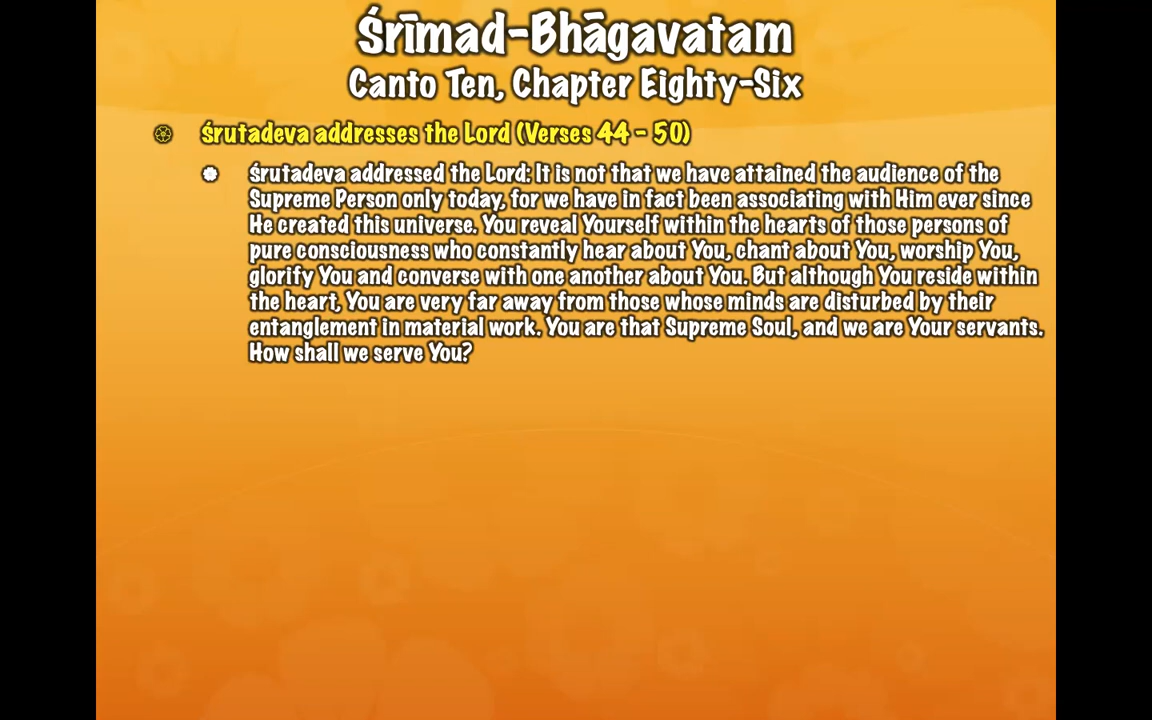 Śrīmad-Bhāgavatam
Canto Ten, Chapter Eighty-Six
śrutadeva addresses the Lord (Verses 44 - 50)
śrutadeva addressed the Lord: It is not that we have attained the audience of the
Supreme Person only today, for we have in fact been associating with Him ever since
He created this universe. You reveal Yourself within the hearts of those persons of
pure consciousness who constantly hear about You, chant about You, worship You,
glorify You and converse with one another about You. But although You reside within
the heart, You are very far away from those whose minds are disturbed by their
entanglement in material work. You are that Supreme Soul, and we are Your servants.
How shall we serve You?